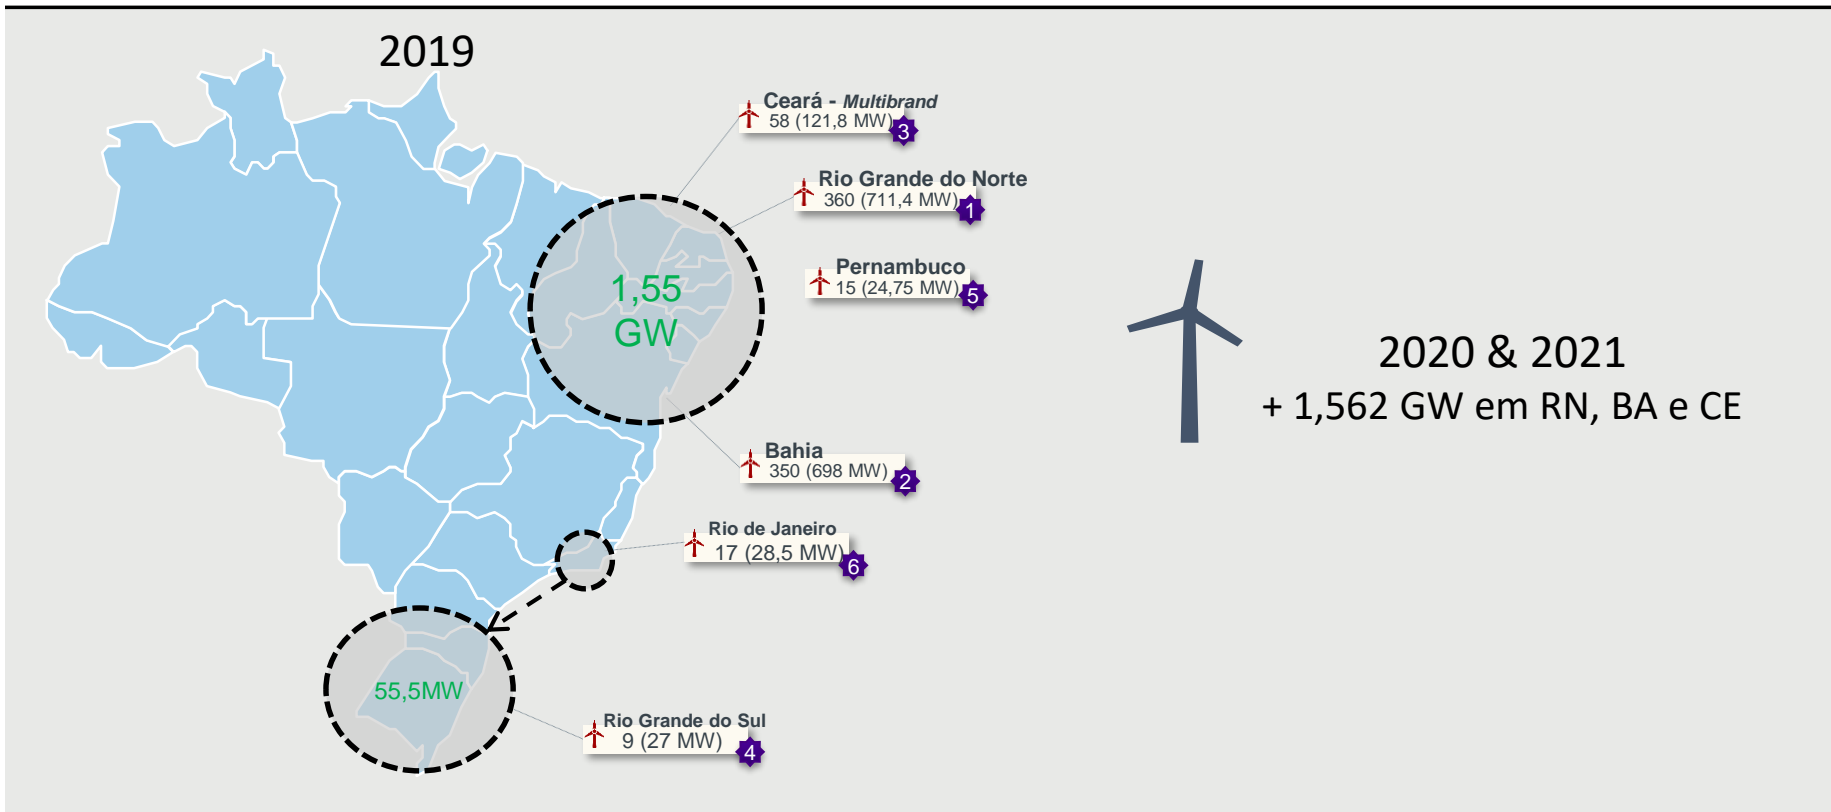 2019
Ceará - Multibrand
58 (121,8 MW)
3
Rio Grande do Norte
360 (711,4 MW)
1
Pernambuco
15 (24,75 MW)
5
1,55
GW
2020 & 2021
+ 1,562 GW em RN, BA e CE
Bahia
350 (698 MW)
2
Rio de Janeiro
17 (28,5 MW)
6
55,5MW
Rio Grande do Sul
9 (27 MW)
4